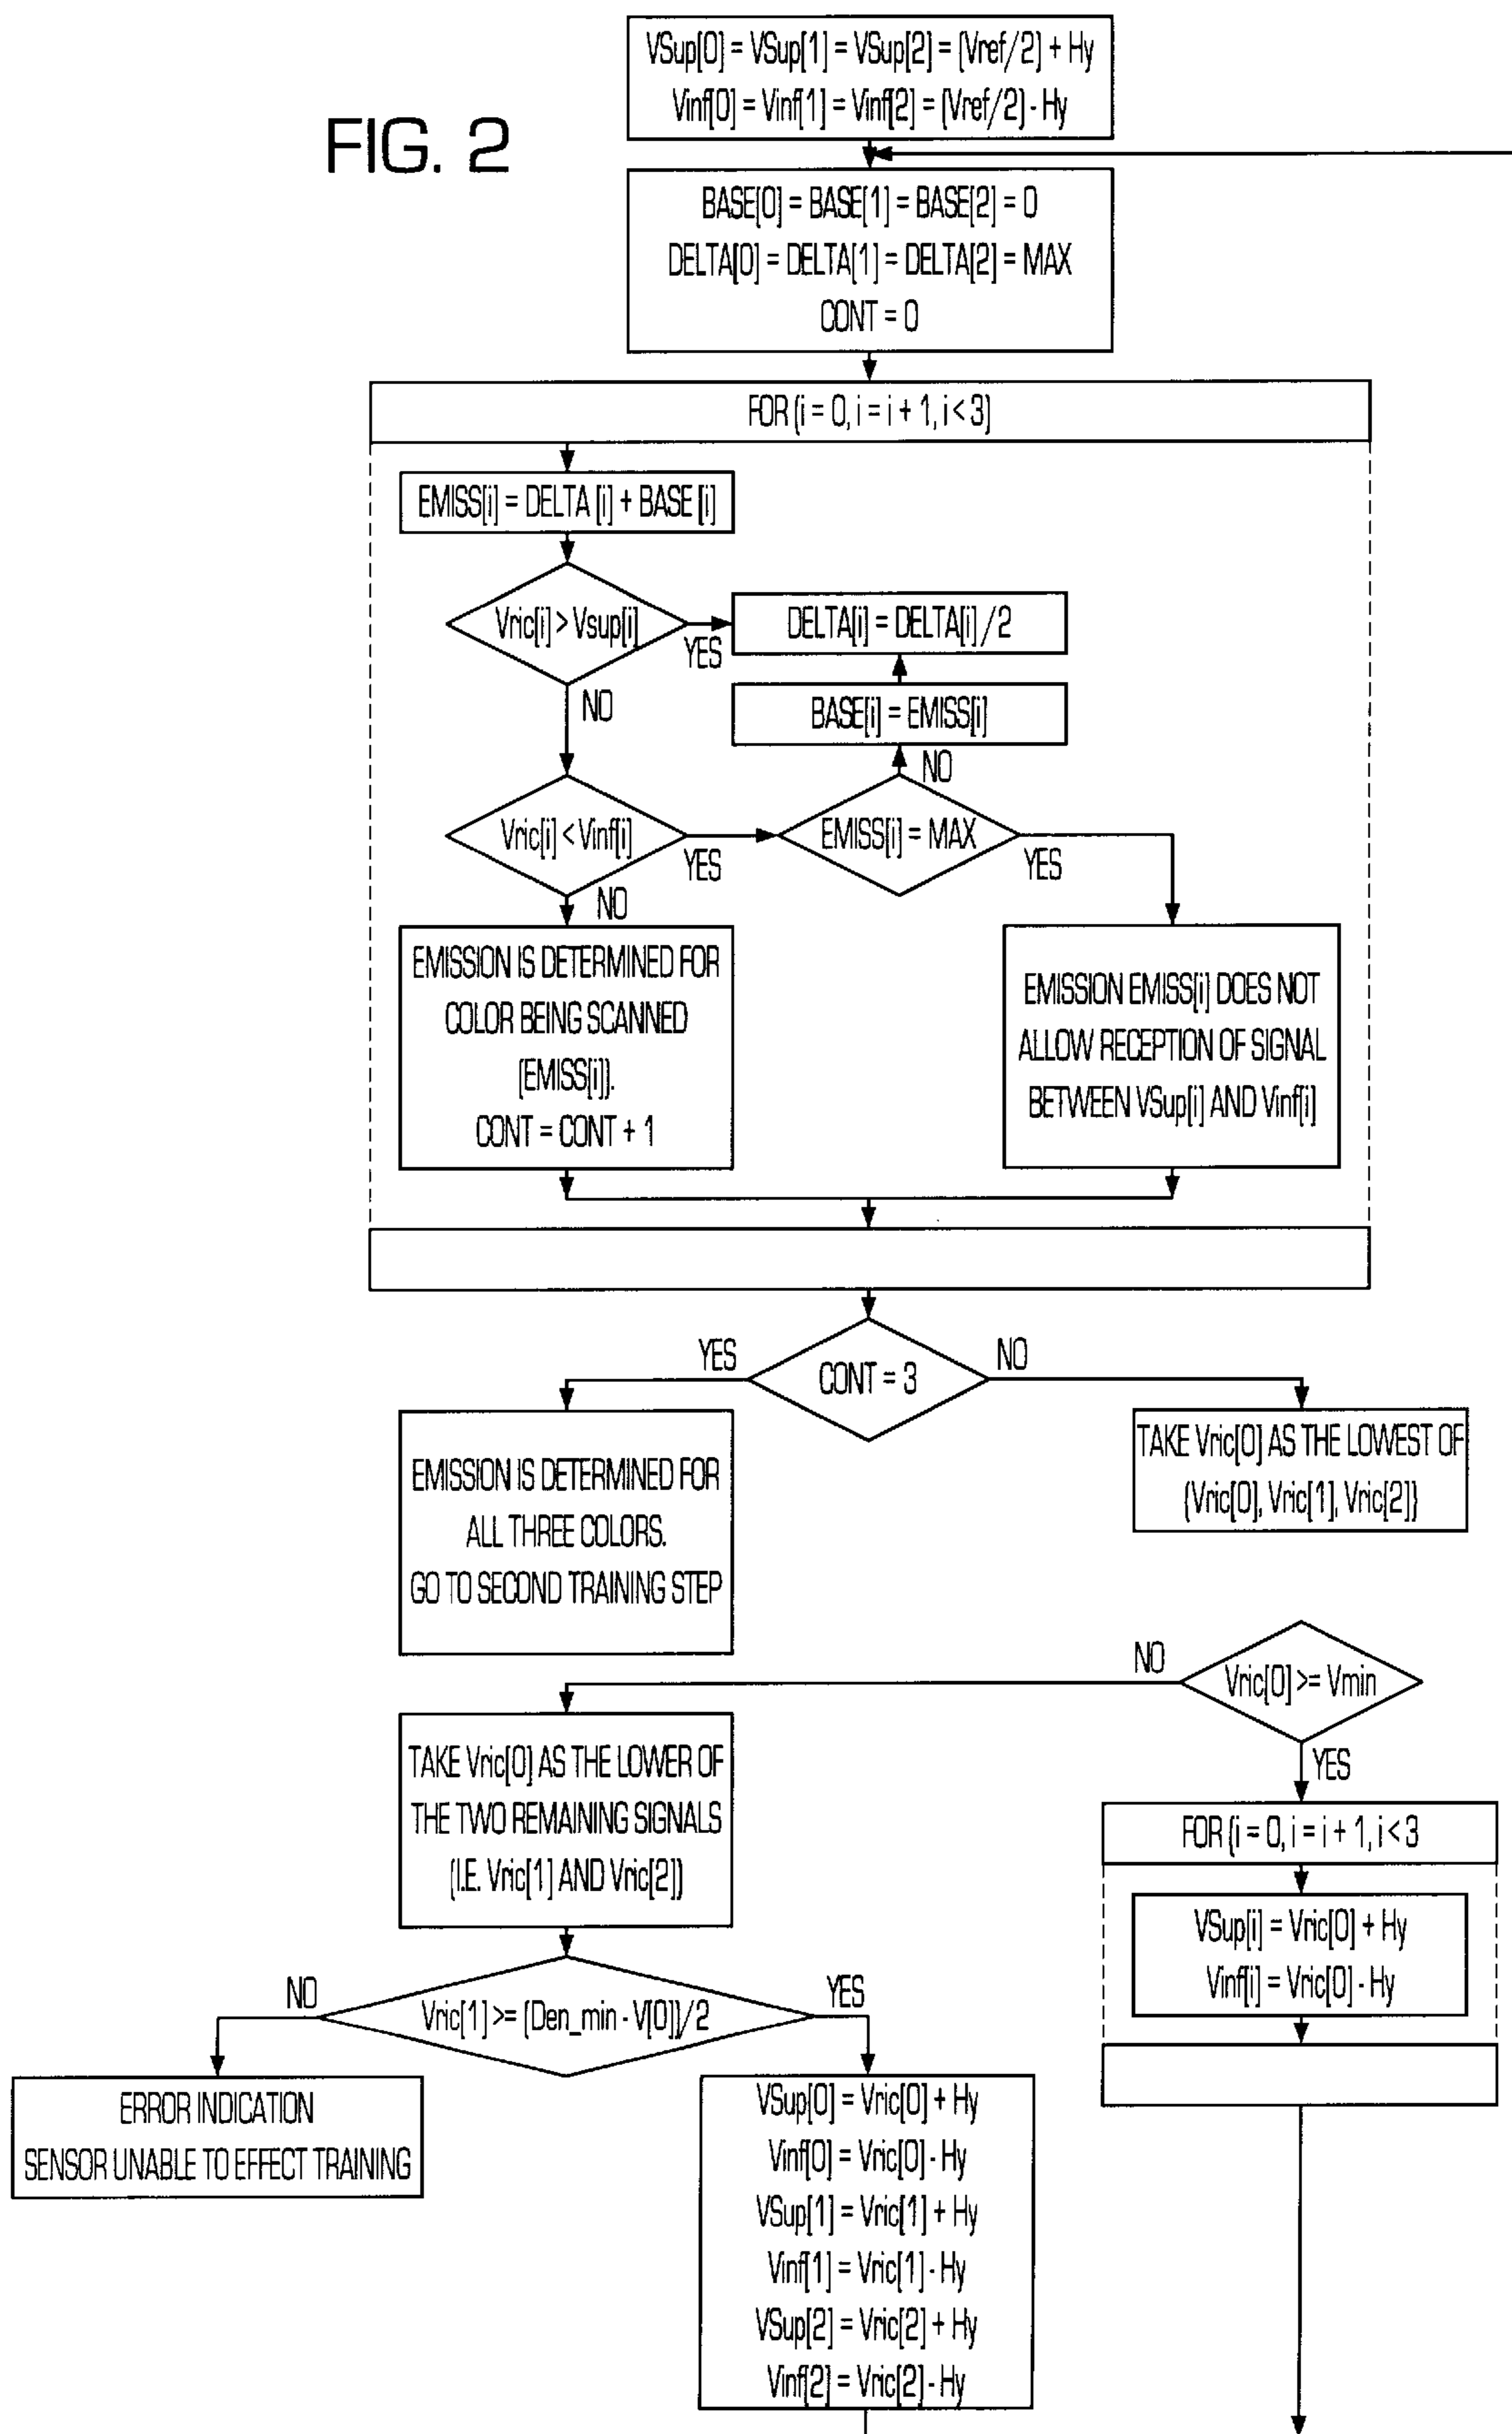 VSup[0] = VSup[1] = VSup[2] = (Vref/2) + Hy
Vinf[0] = Vinf[1] = Vinf[2] = (Vref/2) - Hy
FIG. 2
BASE[0] = BASE[1] = BASE[2] = 0
DELTA[0] = DELTA[1] = DELTA[2] = MAX
CONT = 0
FOR (i = 0, i = i + 1, i < 3)
EMISS[i] = DELTA [i] + BASE [i]
Vric[i] > Vsup[i]
YES
DELTA[i] = DELTA[i] / 2
NO
BASE[i] = EMISS[i]
NO
Vric[i] < Vinf[i]
YES
EMISS[i] = MAX
YES
NO
EMISSION IS DETERMINED FOR
COLOR BEING SCANNED
(EMISS[i]).
CONT = CONT + 1
EMISSION EMISS[i] DOES NOT
ALLOW RECEPTION OF SIGNAL
BETWEEN VSup[i] AND Vinf[i]
YES
CONT = 3
NO
EMISSION IS DETERMINED FOR
ALL THREE COLORS.
GO TO SECOND TRAINING STEP
TAKE Vric[0] AS THE LOWEST OF
(Vric[0], Vric[1], Vric[2])
NO
Vric[0] >= Vmin
YES
TAKE Vric[0] AS THE LOWER OF
THE TWO REMAINING SIGNALS
(I.E. Vric[1] AND Vric[2])
FOR (i = 0, i = i + 1, i < 3
VSup[i] = Vric[0] + Hy
Vinf[i] = Vric[0] - Hy
NO
Vric[1] >= (Den_min - V[0])/2
YES
ERROR INDICATION
SENSOR UNABLE TO EFFECT TRAINING
VSup[0] = Vric[0] + Hy
Vinf[0] = Vric[0] - Hy
VSup[1] = Vric[1] + Hy
Vinf[1] = Vric[1] - Hy
VSup[2] = Vric[2] + Hy
Vinf[2] = Vric[2] - Hy